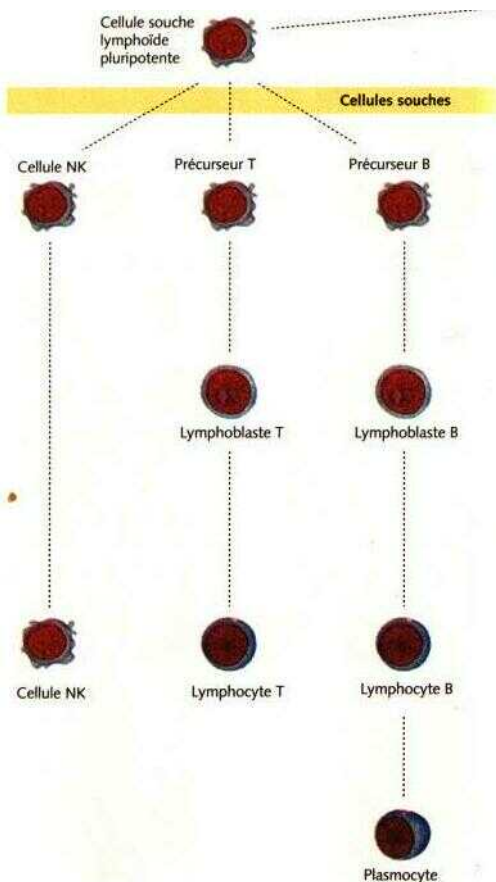 Cellule souche
lymphoïde
pluripotente
Cellules souches
Cellule NK
Précurseur T
Précurseur B
Lymphoblaste T
Lymphoblaste B
Cellule NK
Lymphocyte T
Lymphocyte B
Plasmocyte